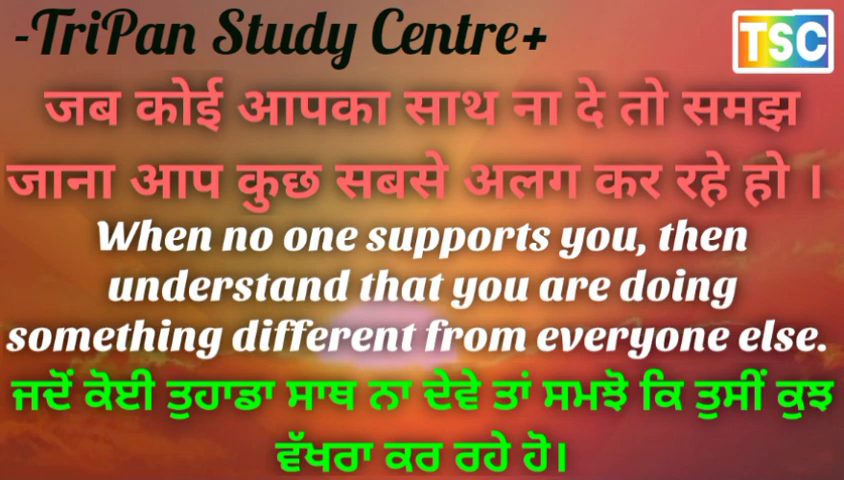 -TriPan Study Centre+
TSC
जब कोई आपका साथ ना दे तो समझ
जाना आप कुछ सबसे अलग कर रहे हो ।
When no one supports you, then
understand that you are doing
something different from everyone else.
ਜਦੋਂ ਕੋਈ ਤੁਹਾਡਾ ਸਾਥ ਨਾ ਦੇਵੇ ਤਾਂ ਸਮਝੋ ਕਿ ਤੁਸੀਂ ਕੁਝ
ਵੱਖਰਾ ਕਰ ਰਹੇ ਹੋ।